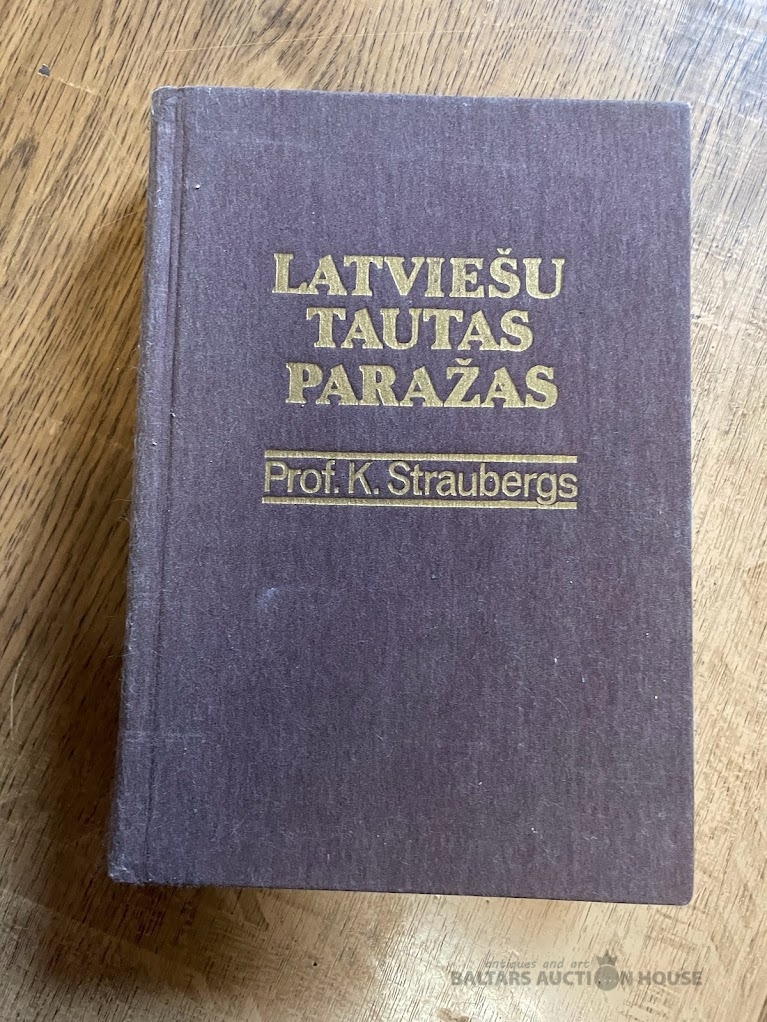 LATVIEŠU
TAUTAS
PARAŽAS
Prof. K. Straubergs
antiques and art
BALTARS AUCTION HOUSE